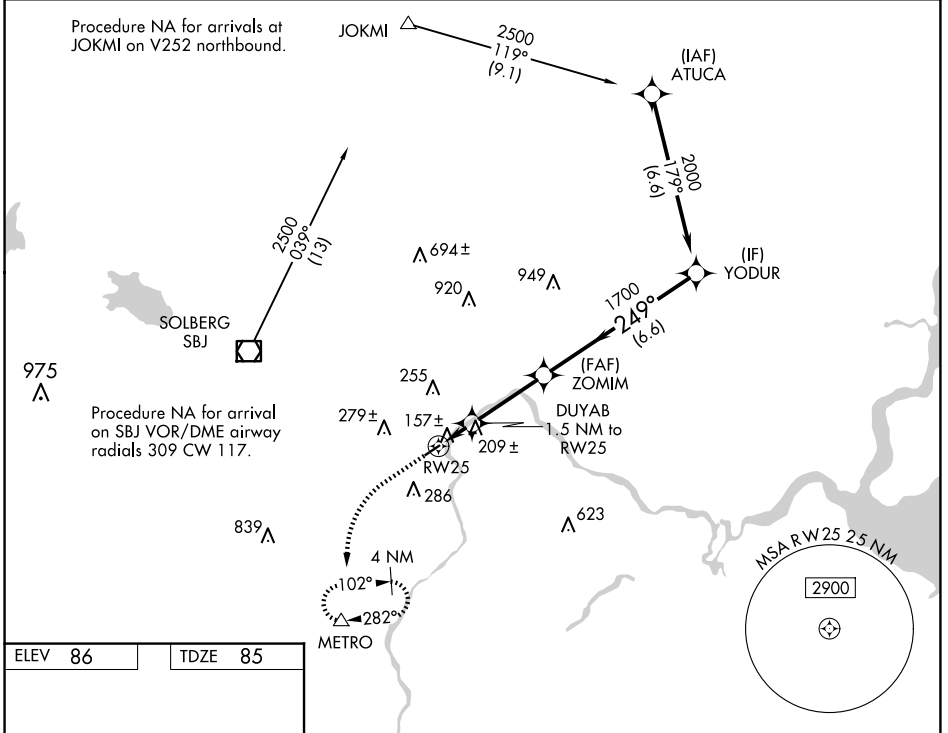 Procedure NA for arrivals at
JOKMI on V252 northbound.
JOKMI
2500
119°
(9.1)
(IAF)
ATUCA
2000
179°
(6.6)
2500
039°
(13)
694 ±
920
949
(IF)
YODUR
1700
249°
(6.6)
SOLBERG
SBJ
975
(FAF)
ZOMIM
255
Procedure NA for arrival
on SBJ VOR/DME airway
radials 309 CW 117.
279 ±
157 ±
DUYAB
1.5 NM to
RW25
209 ±
RW25
286
623
839
4 NM
102°
282°
METRO
MSA RW25 25 NM
2900
ELEV 86
TDZE 85